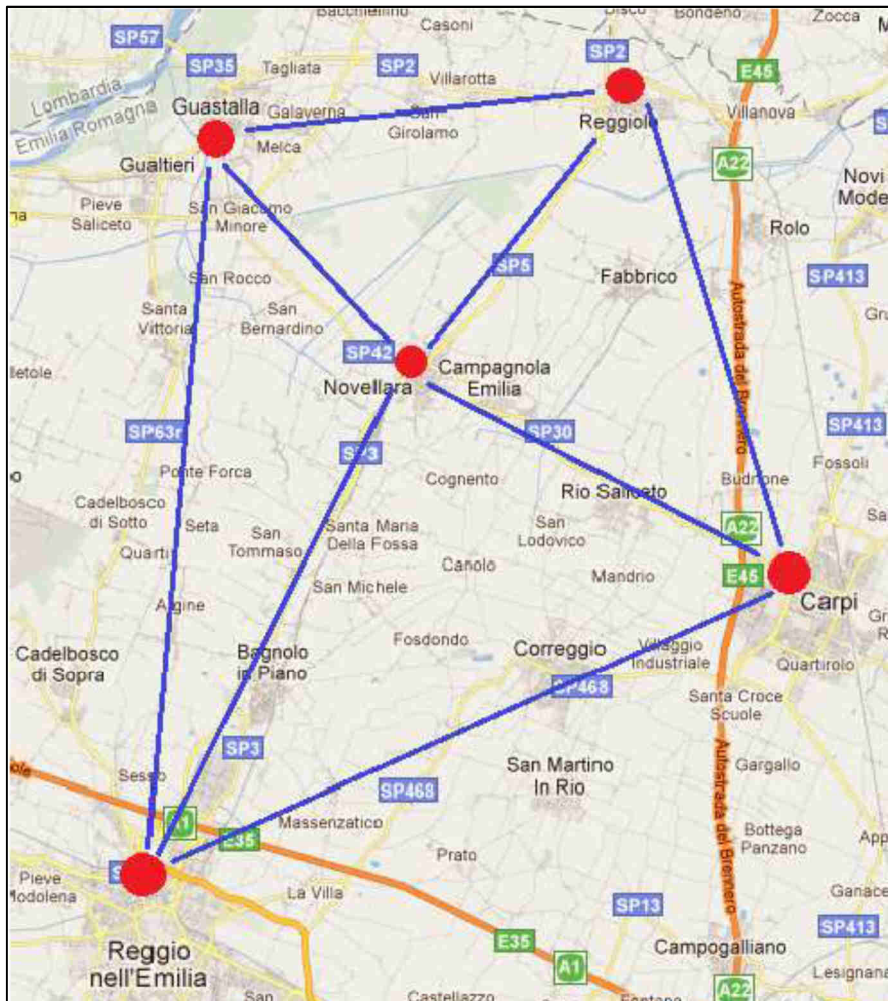 Bacchiellino
Casoni
Bondeno
Zocca
SP57
SP35
Tagliata
SP2
Villarotta
SP2
E45
Lombardia
Emilia Romagna
Guastalla
Galaverna
San
Girolamo
Villanova
Reggiolo
Melca
Gualtieri
A22
Pieve
Saliceto
San Giacomo
Minore
Novi
Mode
Rolo
San Rocco
SP5
Fabbrico
SP413
Santa
Vittoria
San
Bernardino
Autostrada del Brennero
SP42
Campagnola
Emilia
Novellara
SP63r
SP3
SP30
SP413
Fossoli
Ponte Forca
Cognento
Budrione
Rio Saliceto
Cadelbosco
di Sotto
Seta
San
Tommaso
Santa Maria
Della Fossa
San
Lodovico
A22
Quarti
Canolo
E45
San Michele
Mandrio
Carpi
Argine
Fosdondo
Cadelbosco
di Sopra
Bagnolo
in Piano
Correggio
Villaggio
Industriale
Quartirolo
SP468
Santa Croce
Scuole
SP3
San Martino
In Rio
Gargallo
Sesso
SP468
Autostrada del Brennero
A1
E35
Massenzatico
Bottega
Panzano
Prato
Pieve
Modolena
La Villa
Ganace
SP13
Reggio
nell'Emilia
E35
A1
Campogalliano
SP413
Lesignana
San
Castellazzo
Fontana
A22